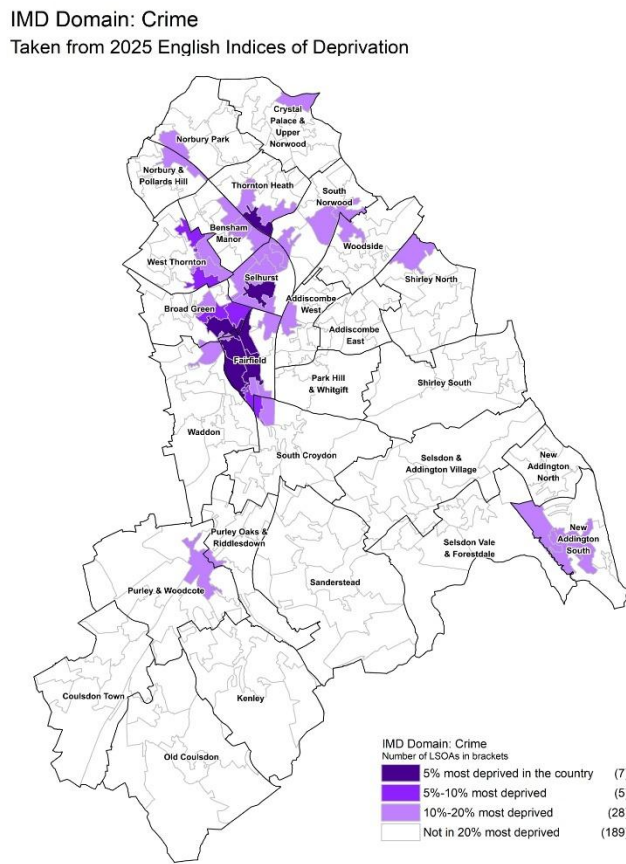 IMD Domain: Crime
Taken from 2025 English Indices of Deprivation
Crystal
Palace &
Upper
Norwood
Norbury Park
Norbury &
Pollards Hill
Thornton Heath
South
Norwood
Bensham
Manor
Woodside
West Thornton
Selhurst
Shirley North
Broad Green
Addiscombe
West
Addiscombe
East
Fairfield
Park Hill
& Whitgift
Shirley South
Waddon
South Croydon
Selsdon
& Addington Village
New
Addington
North
New
Addington
South
Purley Oaks &
Riddlesdown
Selsdon Vale
& Forestdale
Sanderstead
Purley & Woodcote
Coulsdon Town
Kenley
Old Coulsdon
IMD Domain: Crime
Number of LSOAs in brackets
5% most deprived in the country (7
5%-10% most deprived (5
10%-20% most deprived (28
Not in 20% most deprived (189